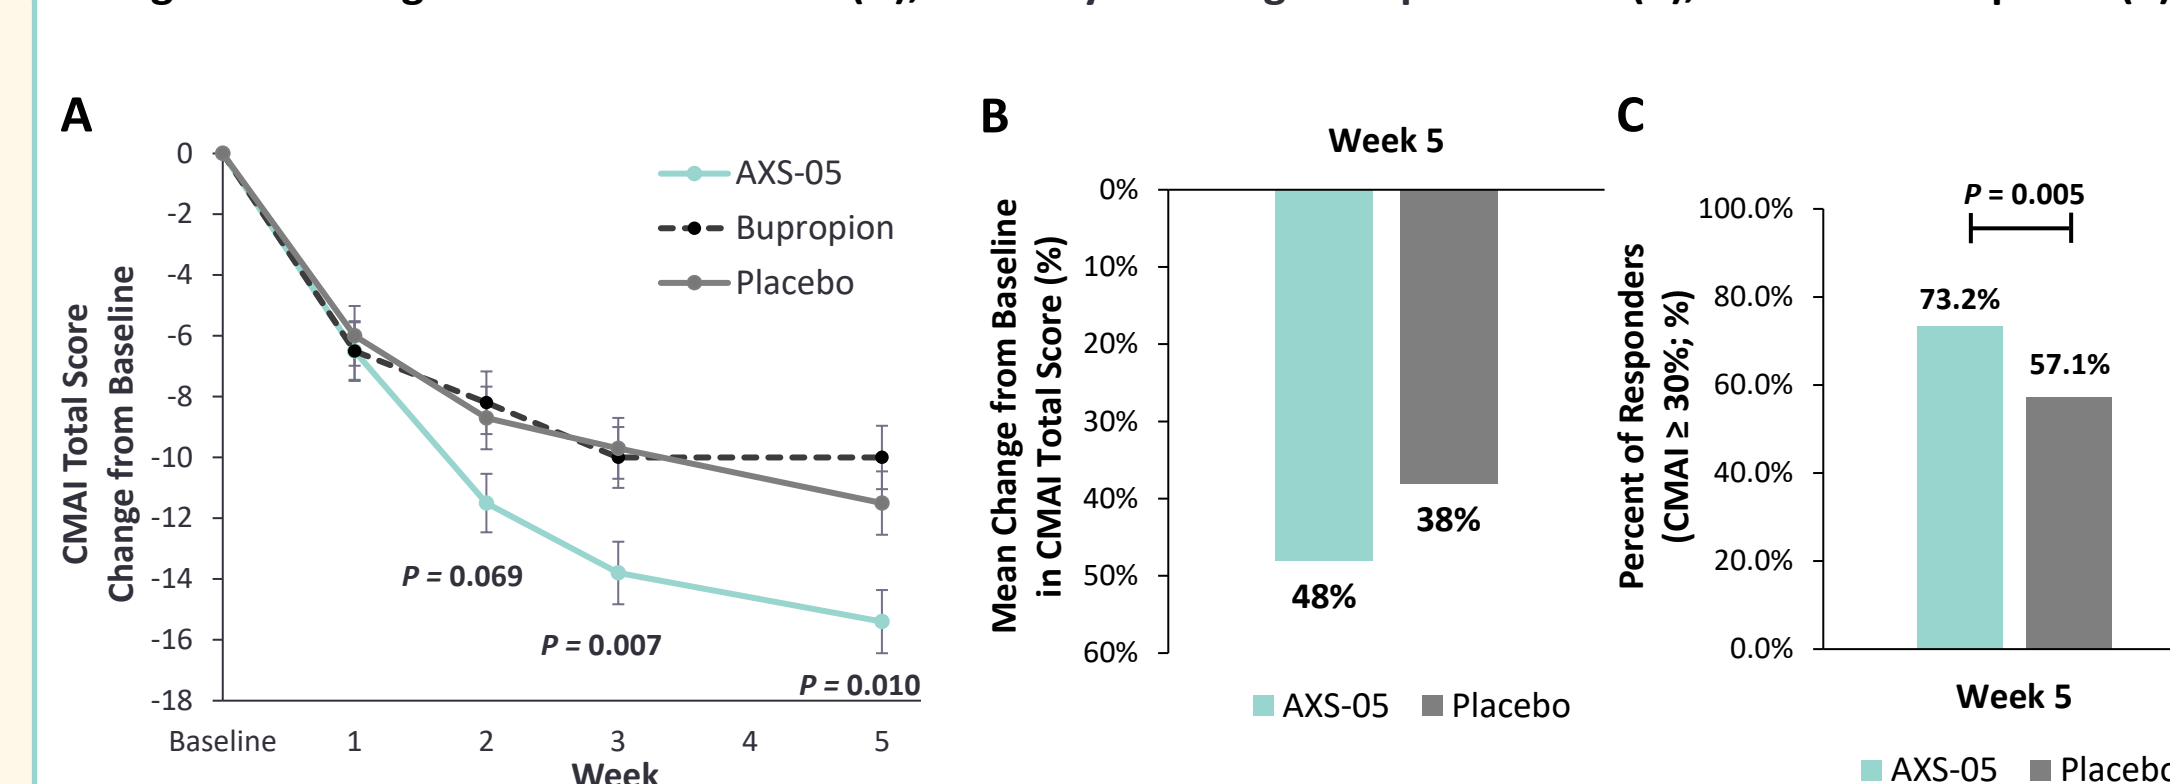 A
CMAI Total Score
Change from Baseline
0
-2
-4
-6
-8
-10
-12
-14
-16
-18
AXS-05
Bupropion
Placebo
P = 0.069
P = 0.007
P = 0.010
Baseline 1 2 3 4 5
Week
B
Week 5
Mean Change from Baseline
in CMAI Total Score (%)
0%
10%
20%
30%
40%
50%
60%
48%
38%
AXS-05 Placebo
C
Percent of Responders
(CMAI ≥ 30%; %)
100.0%
80.0%
60.0%
40.0%
20.0%
0.0%
P = 0.005
73.2%
57.1%
Week 5
AXS-05 Placebo